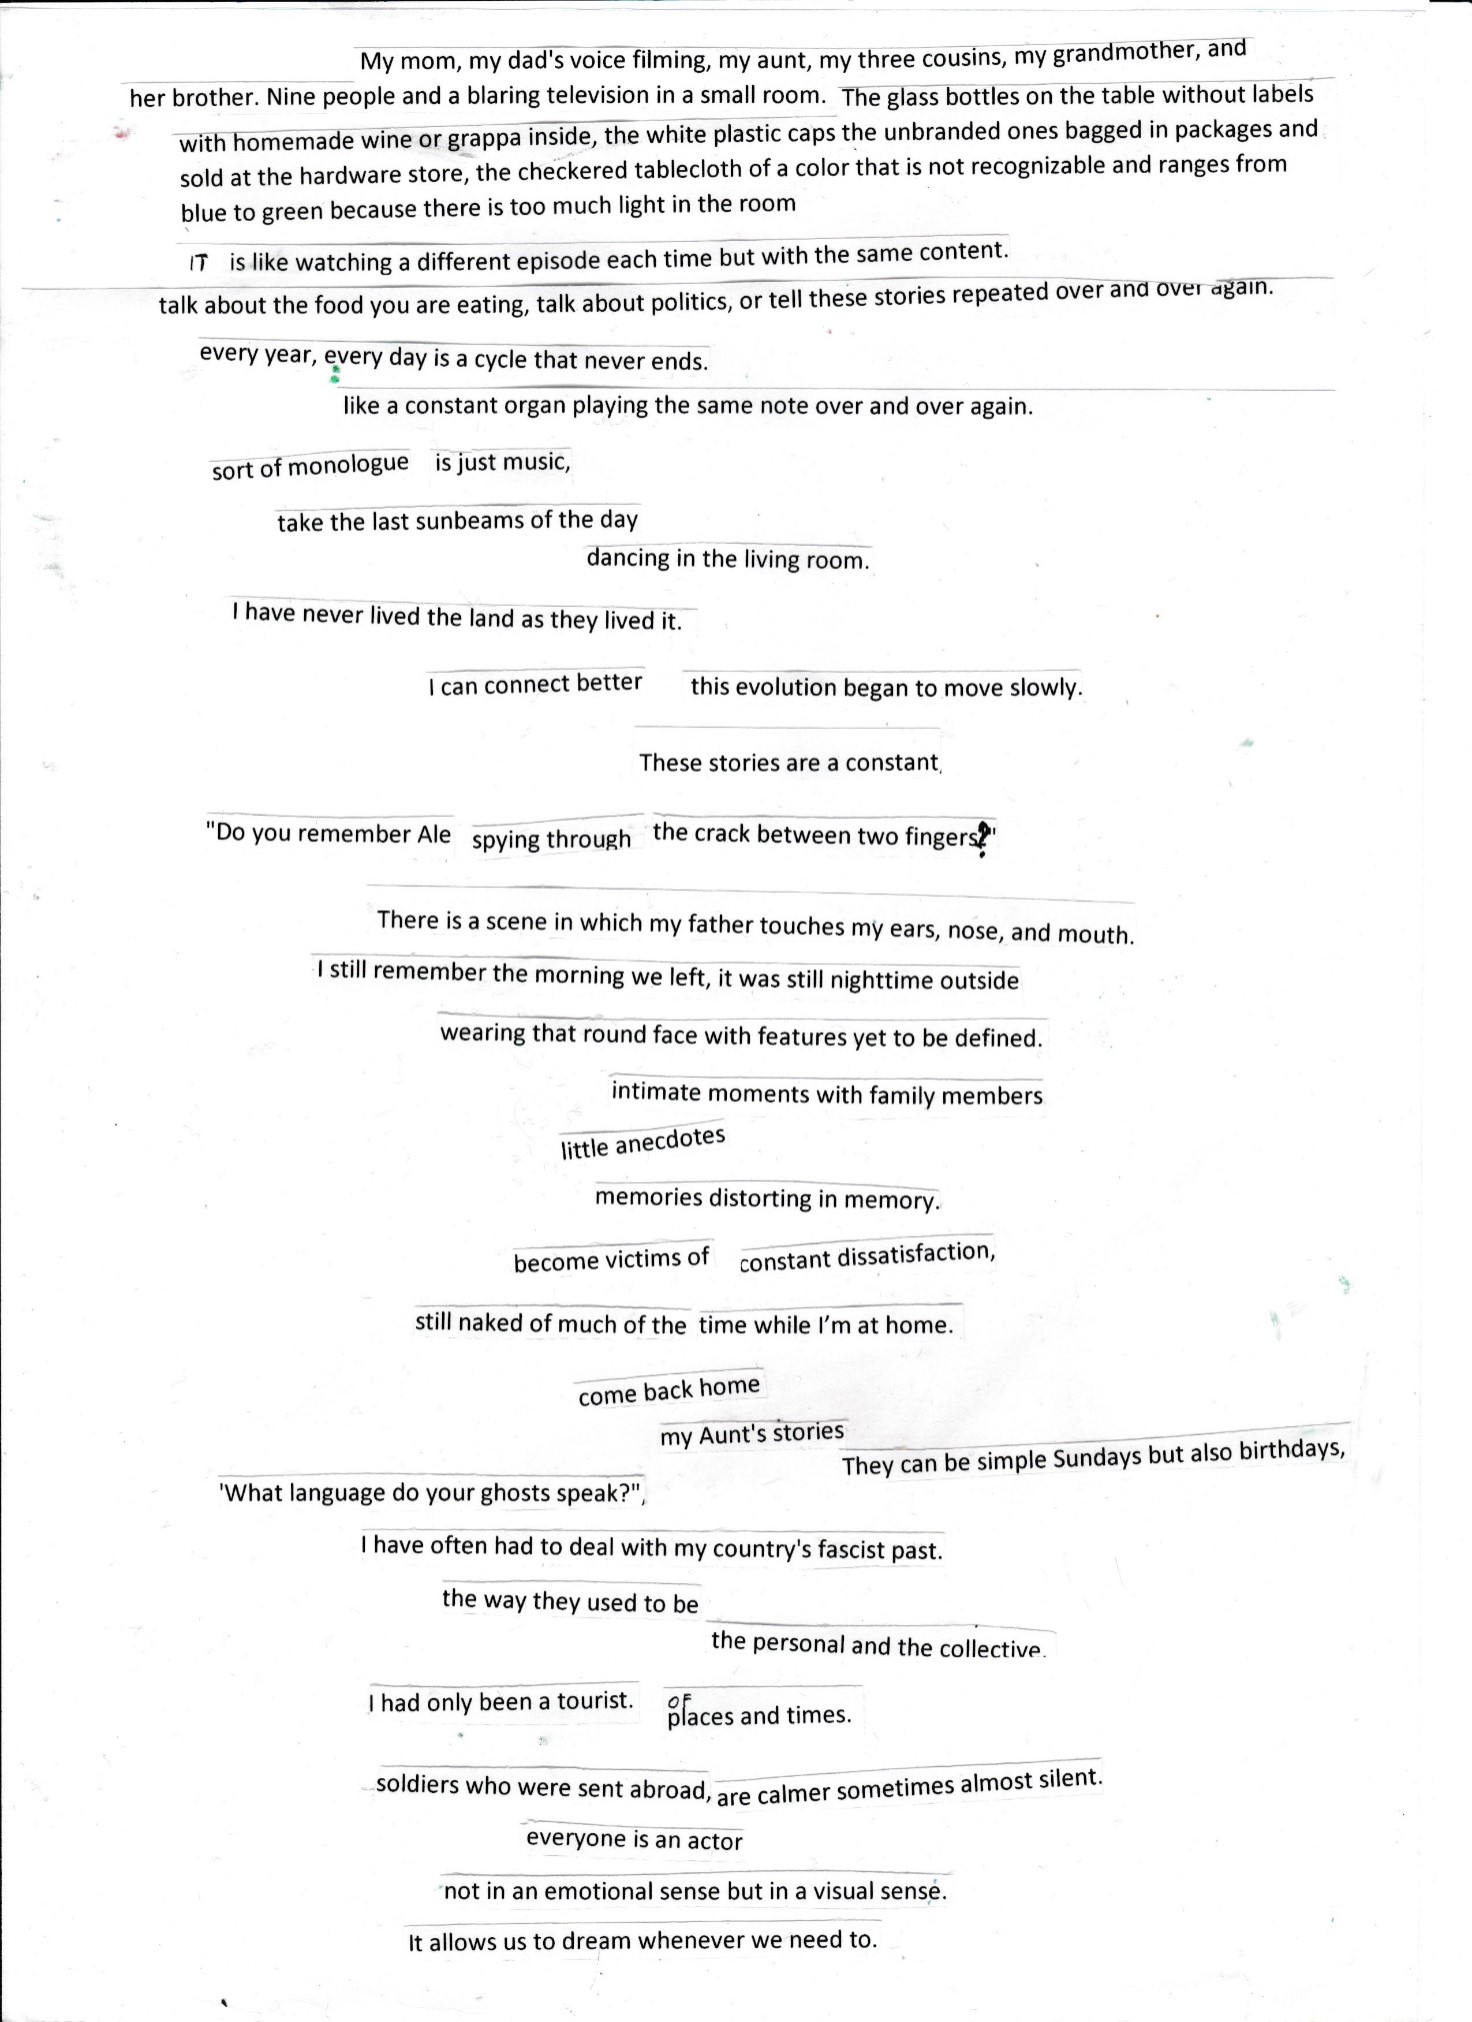 My mom, my dad's voice filming, my aunt, my three cousins, my grandmother, and
her brother. Nine people and a blaring television in a small room. The glass bottles on the table without labels
with homemade wine or grappa inside, the white plastic caps the unbranded ones bagged in packages and
sold at the hardware store, the checkered tablecloth of a color that is not recognizable and ranges from
blue to green because there is too much light in the room
IT is like watching a different episode each time but with the same content.
talk about the food you are eating, talk about politics, or tell these stories repeated over and over again.
every year, every day is a cycle that never ends.
like a constant organ playing the same note over and over again.
sort of monologue is just music,
take the last sunbeams of the day
dancing in the living room.
I have never lived the land as they lived it.
I can connect better this evolution began to move slowly.
These stories are a constant,
"Do you remember Ale spying through the crack between two fingers?"
There is a scene in which my father touches my ears, nose, and mouth.
I still remember the morning we left, it was still nighttime outside
wearing that round face with features yet to be defined.
intimate moments with family members
little anecdotes
memories distorting in memory.
become victims of constant dissatisfaction,
still naked of much of the time while I'm at home.
come back home
my Aunt's stories
They can be simple Sundays but also birthdays,
'What language do your ghosts speak?",
I have often had to deal with my country's fascist past.
the way they used to be
the personal and the collective.
I had only been a tourist. OF places and times.
soldiers who were sent abroad, are calmer sometimes almost silent.
everyone is an actor
not in an emotional sense but in a visual sense.
It allows us to dream whenever we need to.